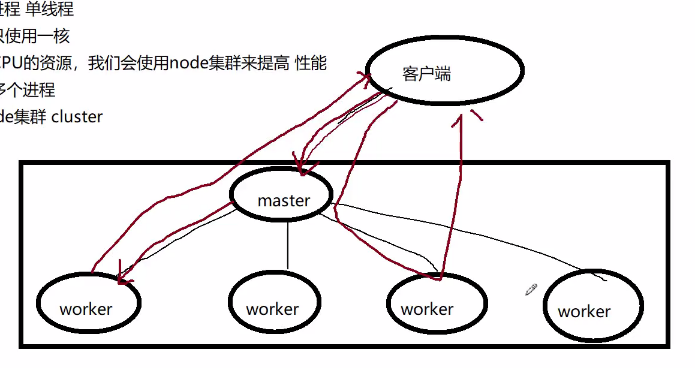 进程 单线程
只使用一核
CPU的资源，我们会使用node集群来提高 性能
多个进程
de集群 cluster
客户端
master
worker
worker
worker
worker